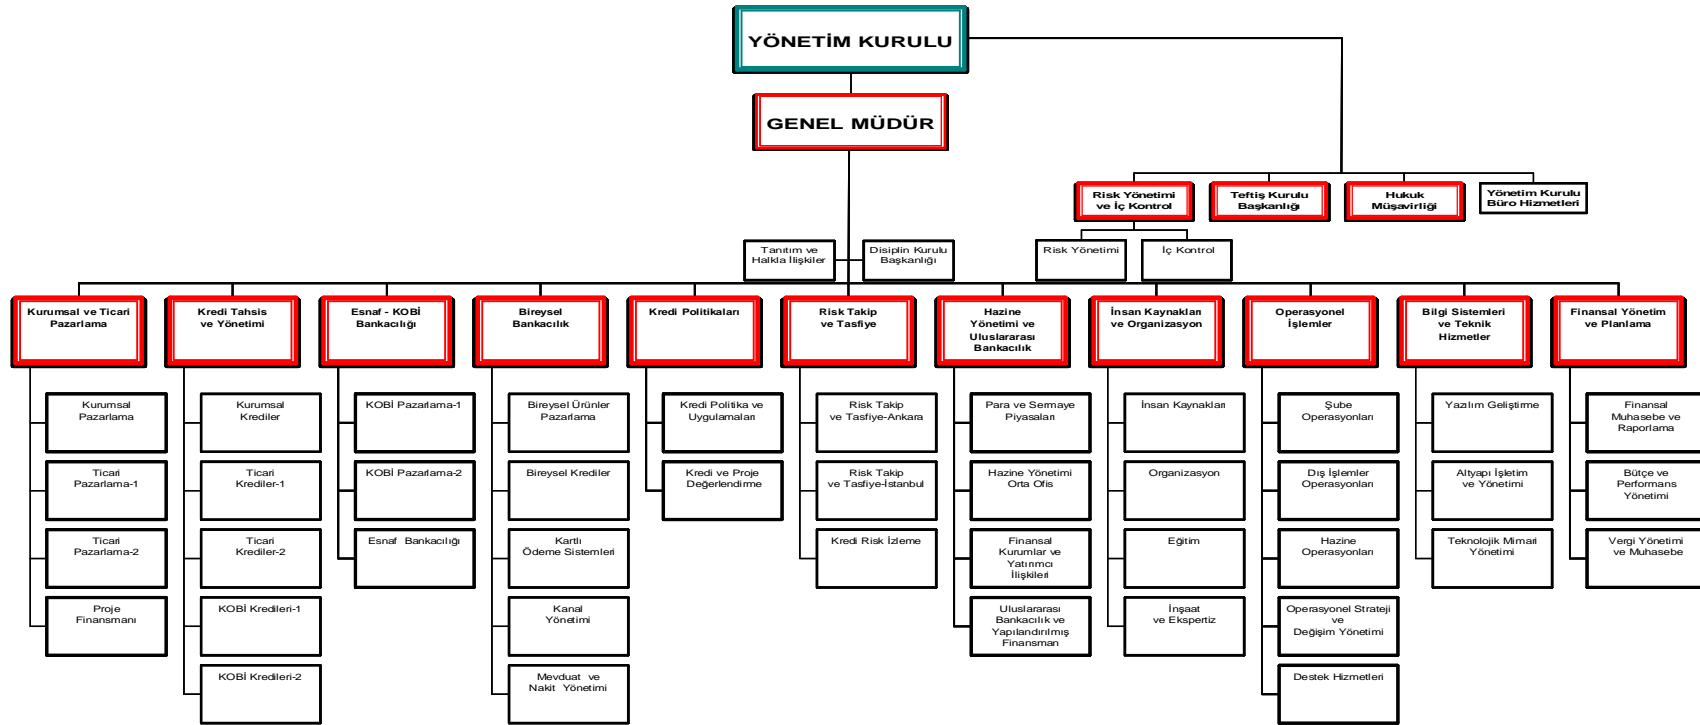 YÖNETİM KURULU
GENEL MÜDÜR
Risk Yönetimi
ve İç Kontrol
Teftiş Kurulu
Başkanlığı
Hukuk
Müşavirliği
Yönetim Kurulu
Büro Hizmetleri
Tanıtım ve
Halkla İlişkiler
Disiplin Kurulu
Başkanlığı
Risk Yönetimi
İç Kontrol
Kurumsal ve Ticari
Pazarlama
Kredi Tahsis
ve Yönetimi
Esnaf - KOBİ
Bankacılığı
Bireysel
Bankacılık
Kredi Politikaları
Risk Takip
ve Tasfiye
Hazine
Yönetimi ve
Uluslararası
Bankacılık
İnsan Kaynakları
ve Organizasyon
Operasyonel
İşlemler
Bilgi Sistemleri
ve Teknik
Hizmetler
Finansal Yönetim
ve Planlama
Kurumsal
Pazarlama
Ticari
Pazarlama-1
Ticari
Pazarlama-2
Proje
Finansmanı
Kurumsal
Krediler
Ticari
Krediler-1
Ticari
Krediler-2
KOBİ Kredileri-1
KOBİ Kredileri-2
KOBİ Pazarlama-1
KOBİ Pazarlama-2
Esnaf Bankacılığı
Bireysel Ürünler
Pazarlama
Bireysel Krediler
Kartlı
Ödeme Sistemleri
Kanal
Yönetimi
Mevduat ve
Nakit Yönetimi
Kredi Politika ve
Uygulamaları
Kredi ve Proje
Değerlendirme
Risk Takip
ve Tasfiye-Ankara
Risk Takip
ve Tasfiye-İstanbul
Kredi Risk İzleme
Para ve Sermaye
Piyasaları
Hazine Yönetimi
Orta Ofis
Finansal
Kurumlar ve
Yatırımcı
İlişkileri
Uluslararası
Bankacılık ve
Yapılandırılmış
Finansman
İnsan Kaynakları
Organizasyon
Eğitim
İnşaat
ve Ekspertiz
Şube
Operasyonları
Dış İşlemler
Operasyonları
Hazine
Operasyonları
Operasyonel Strateji
ve
Değişim Yönetimi
Destek Hizmetleri
Yazılım Geliştirme
Altyapı İşletim
ve Yönetimi
Teknolojik Mimari
Yönetimi
Finansal
Muhasebe ve
Raporlama
Bütçe ve
Performans
Yönetimi
Vergi Yönetimi
ve Muhasebe